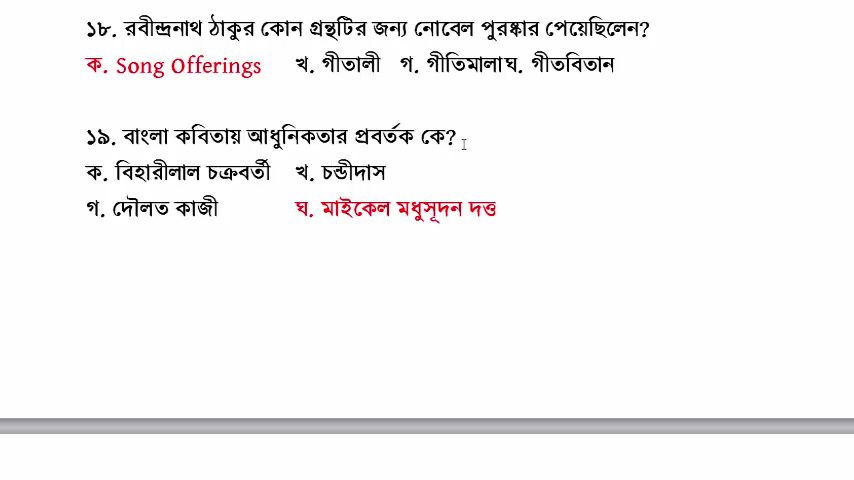 ১৮. রবীন্দ্রনাথ ঠাকুর কোন গ্রন্থটির জন্য নোবেল পুরষ্কার পেয়েছিলেন?
ক. Song Offerings খ. গীতালী গ. গীতিমালাঘ. গীতবিতান
১৯. বাংলা কবিতায় আধুনিকতার প্রবর্তক কে?
ক. বিহারীলাল চক্রবর্তী খ. চন্ডীদাস
গ. দৌলত কাজী ঘ. মাইকেল মধুসূদন দত্ত